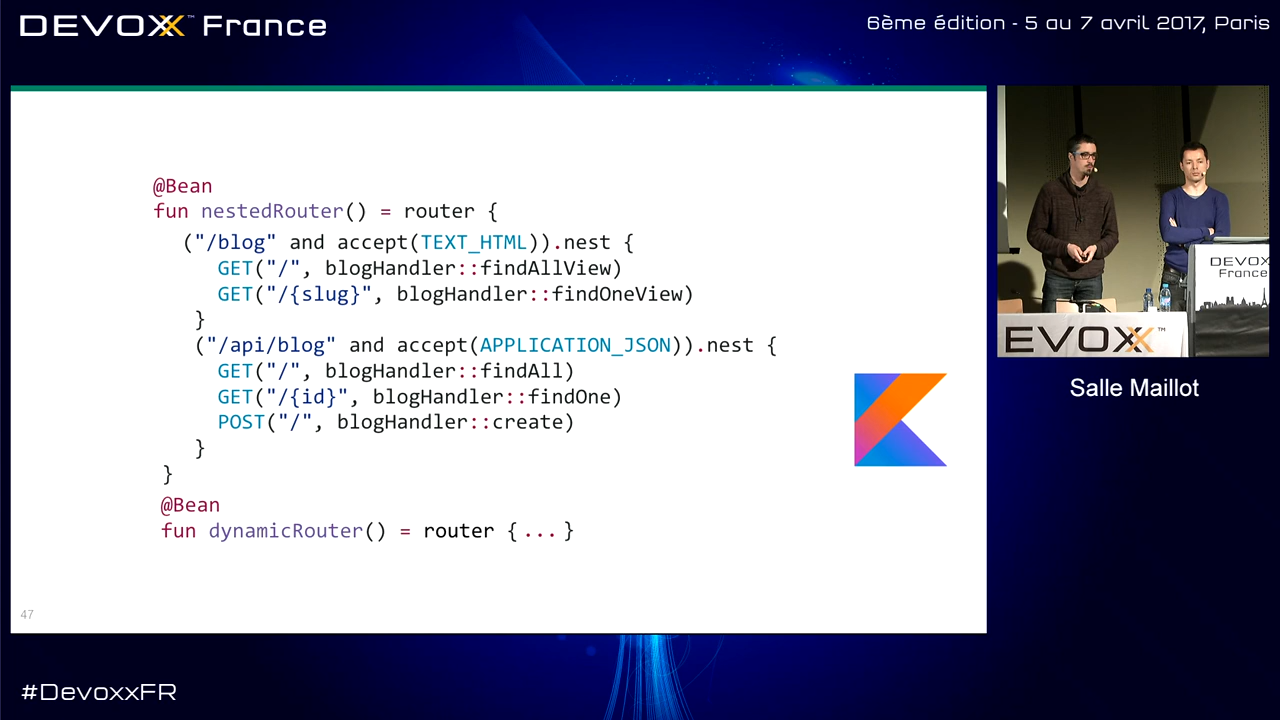 DEVOXX™ France
6ème édition - 5 au 7 avril 2017, Paris
@Bean
fun nestedRouter() = router {
("/blog" and accept(TEXT_HTML)).nest {
GET("/", blogHandler::findAllView)
GET("/{slug}", blogHandler::findOneView)
}
("/api/blog" and accept(APPLICATION_JSON)).nest {
GET("/", blogHandler::findAll)
GET("/{id}", blogHandler::findOne)
POST("/", blogHandler::create)
}
}
@Bean
fun dynamicRouter() = router { ... }
47
DEVOXX
France
EVOXX™
Salle Maillot
#DevoxxFR